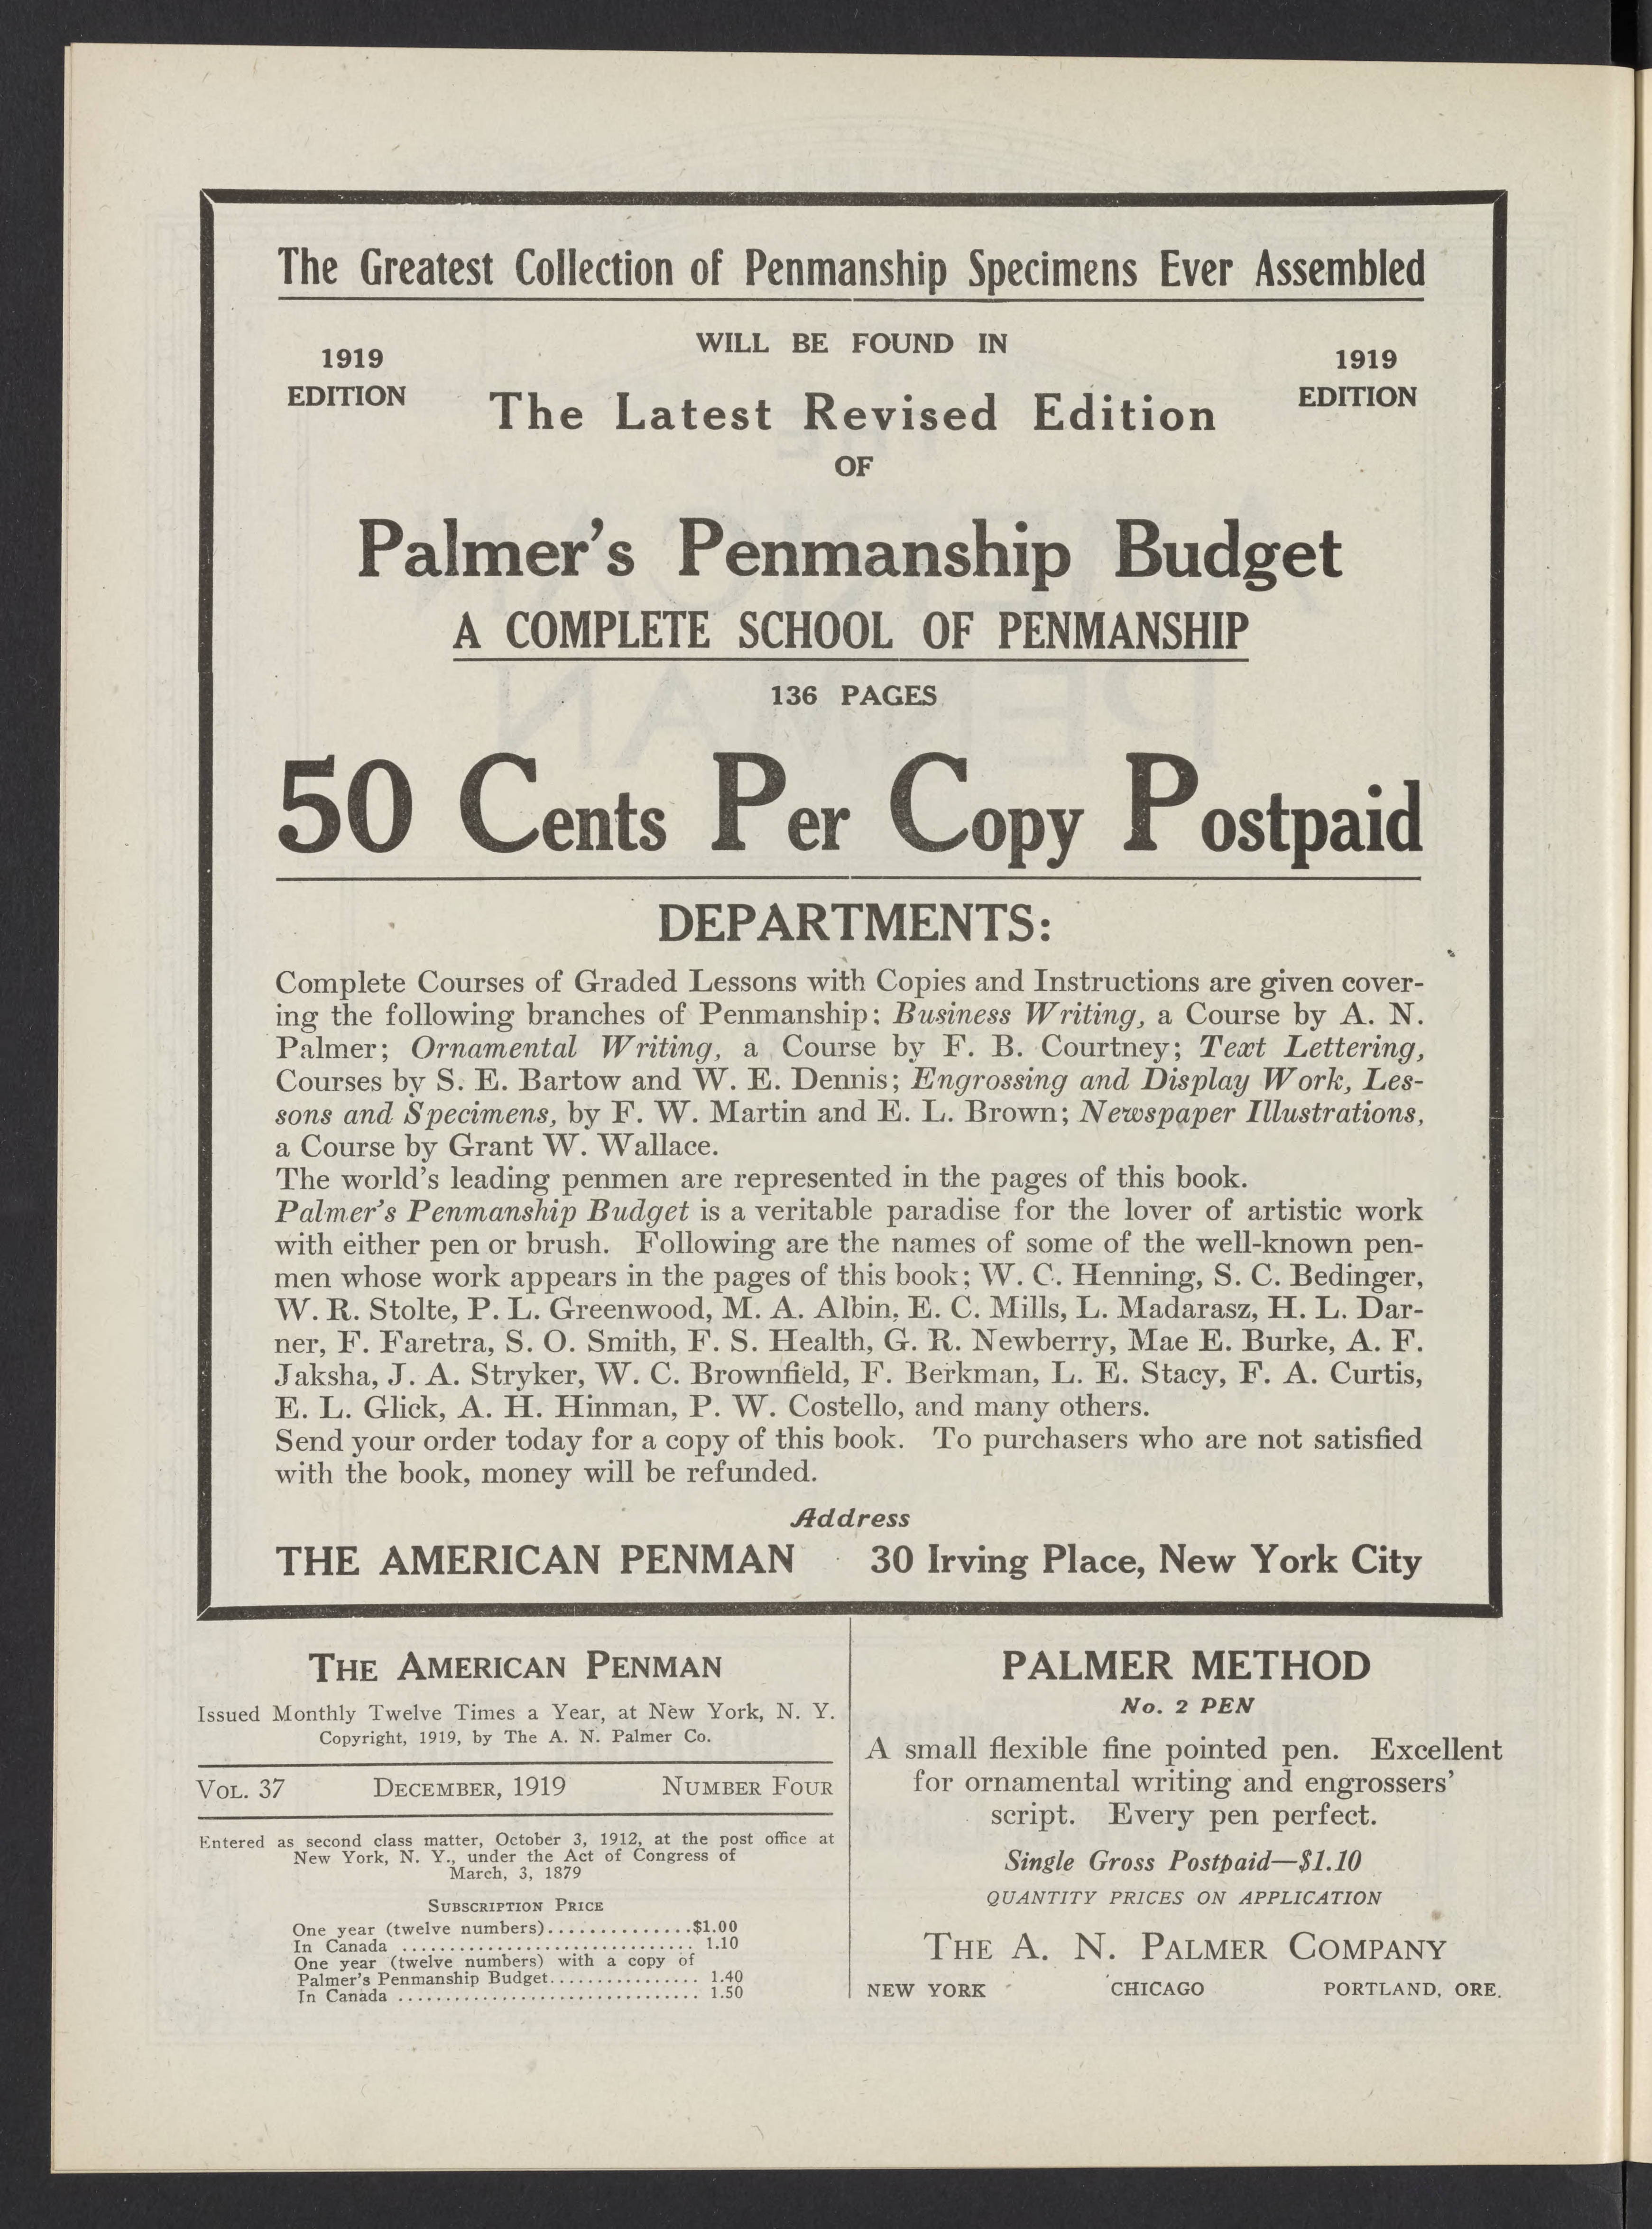 The Greatest Collection of Penmanship Specimens Ever Assembled
WILL BE FOUND IN
1919 EDITION
1919 EDITION
The Latest Revised Edition
OF
Palmer's Penmanship Budget
A COMPLETE SCHOOL OF PENMANSHIP
136 PAGES
50 Cents Per Copy Postpaid
DEPARTMENTS:
Complete Courses of Graded Lessons with Copies and Instructions are given cover-
ing the following branches of Penmanship: Business Writing, a Course by A. N.
Palmer; Ornamental Writing, a Course by F. B. Courtney; Text Lettering,
Courses by S. E. Bartow and W. E. Dennis; Engrossing and Display Work, Les-
sons and Specimens, by F. W. Martin and E. L. Brown; Newspaper Illustrations,
a Course by Grant W. Wallace.
The world's leading penmen are represented in the pages of this book.
Palmer's Penmanship Budget is a veritable paradise for the lover of artistic work
with either pen or brush. Following are the names of some of the well-known pen-
men whose work appears in the pages of this book; W. C. Henning, S. C. Bedinger,
W. R. Stolte, P. L. Greenwood, M. A. Albin, E. C. Mills, L. Madarasz, H. L. Dar-
ner, F. Faretra, S. O. Smith, F. S. Health, G. R. Newberry, Mae E. Burke, A. F.
Jaksha, J. A. Stryker, W. C. Brownfield, F. Berkman, L. E. Stacy, F. A. Curtis,
E. L. Glick, A. H. Hinman, P. W. Costello, and many others.
Send your order today for a copy of this book. To purchasers who are not satisfied
with the book, money will be refunded.
Address
THE AMERICAN PENMAN 30 Irving Place, New York City
THE AMERICAN PENMAN
Issued Monthly Twelve Times a Year, at New York, N. Y.
Copyright, 1919, by The A. N. Palmer Co.
VOL. 37 DECEMBER, 1919 NUMBER FOUR
Entered as second class matter, October 3, 1912, at the post office at
New York, N. Y., under the Act of Congress of
March, 3, 1879
SUBSCRIPTION PRICE
One year (twelve numbers)...............$1.00
In Canada ............................... 1.10
One year (twelve numbers) with a copy of
Palmer's Penmanship Budget................ 1.40
In Canada ................................ 1.50
PALMER METHOD
No. 2 PEN
A small flexible fine pointed pen. Excellent
for ornamental writing and engrossers'
script. Every pen perfect.
Single Gross Postpaid—$1.10
QUANTITY PRICES ON APPLICATION
THE A. N. PALMER COMPANY
NEW YORK CHICAGO PORTLAND, ORE.